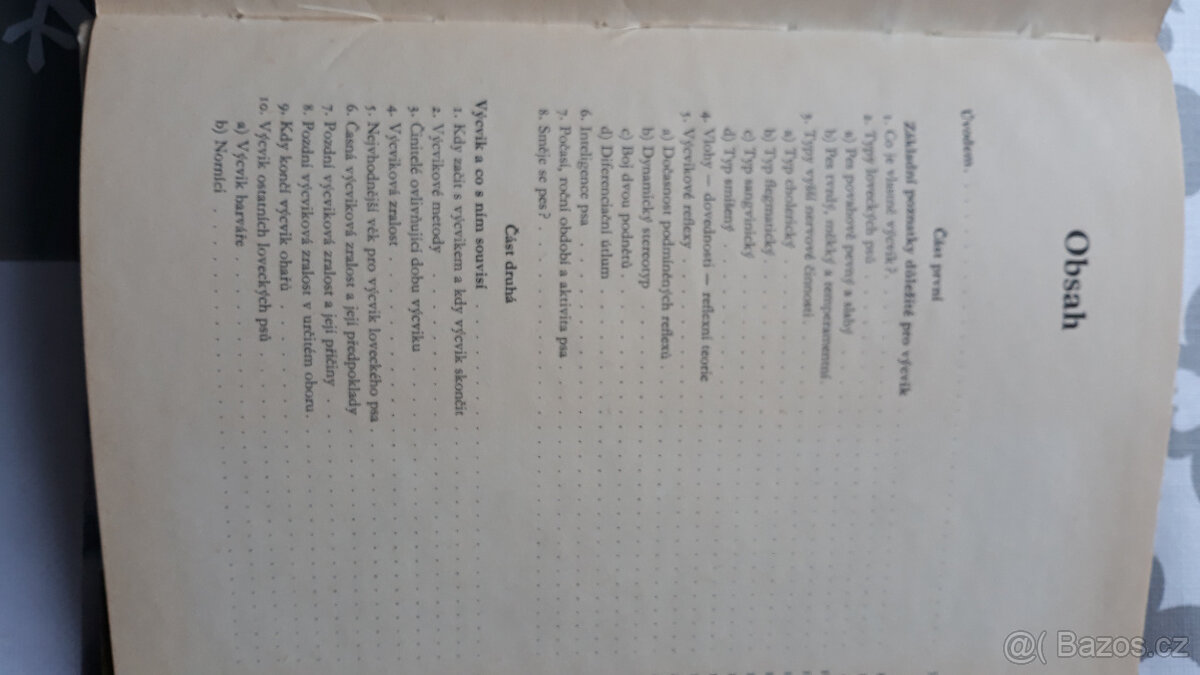 Obsah
Úvodem . . . . . . . . . .
Část první
Základní poznatky důležité pro výcvik
1. Co je vlastně výcvik? . . . . . . . . . .
2. Typy loveckých psů . . . . . . . . . .
a) Pes povahově pevný a slabý . . . . . . . . . .
b) Pes tvrdý, měkký a temperamentní . . . . . . . . . .
3. Typy vyšší nervové činnosti . . . . . . . . . .
a) Typ cholerický . . . . . . . . . .
b) Typ flegmatický . . . . . . . . . .
c) Typ sangvinický . . . . . . . . . .
d) Typ smíšený . . . . . . . . . .
4. Vlohy — dovednosti — reflexní teorie . . . . . . . . . .
5. Výcvikové reflexy . . . . . . . . . .
a) Dočasnost podmíněných reflexů . . . . . . . . . .
b) Dynamický stereotyp . . . . . . . . . .
c) Boj dvou podnětů . . . . . . . . . .
d) Diferenciační útlum . . . . . . . . . .
6. Inteligence psa . . . . . . . . . .
7. Počasí, roční období a aktivita psa . . . . . . . . . .
8. Směje se pes? . . . . . . . . . .
Část druhá
Výcvik a co s ním souvisí . . . . . . . . . .
1. Kdy začít s výcvikem a kdy výcvik skončit . . . . . . . . . .
2. Výcvikové metody . . . . . . . . . .
3. Činitelé ovlivňující dobu výcviku . . . . . . . . . .
4. Výcviková zralost . . . . . . . . . .
5. Nejvhodnější věk pro výcvik loveckého psa . . . . . . . . . .
6. Časná výcviková zralost a její předpoklady . . . . . . . . . .
7. Pozdní výcviková zralost a její příčiny . . . . . . . . . .
8. Pozdní výcviková zralost v určitém oboru . . . . . . . . . .
9. Kdy končí výcvik ohařů . . . . . . . . . .
10. Výcvik ostatních loveckých psů . . . . . . . . . .
a) Výcvik barváře . . . . . . . . . .
b) Norníci . . . . . . . . . .
@( Bazos.cz